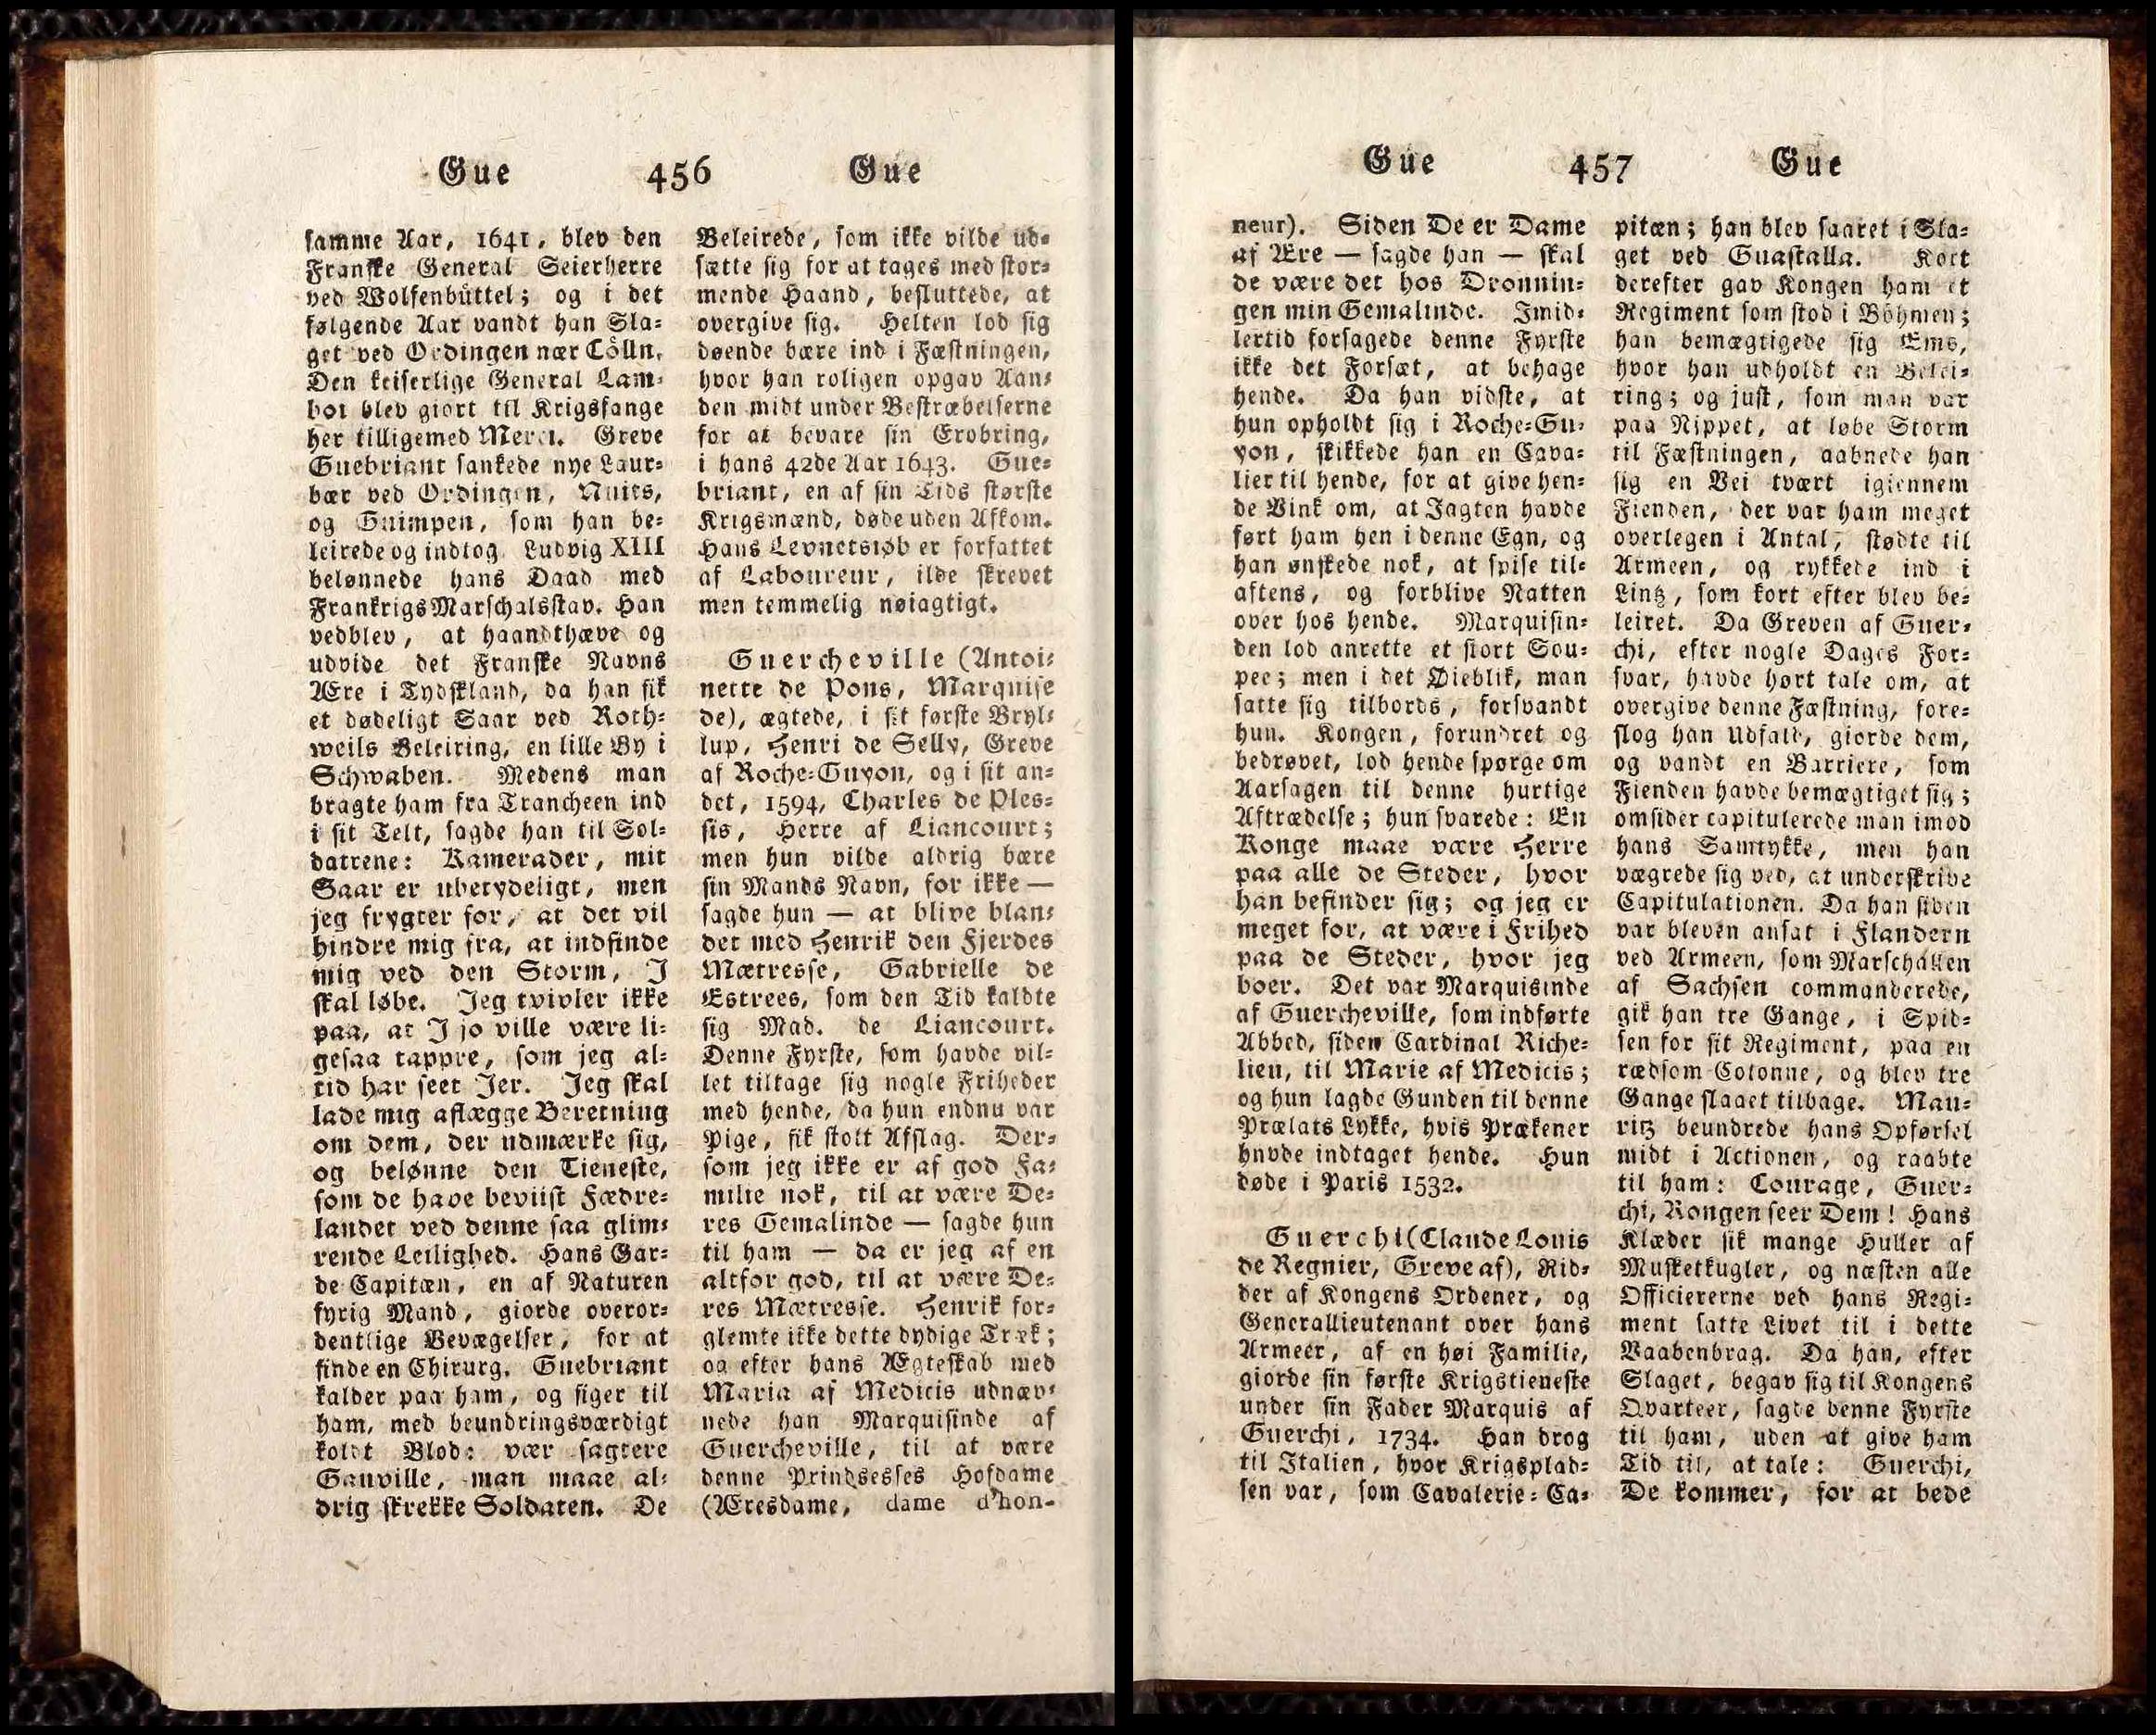 Gue 456 Gue
samme Aar, 1641, blev den
Franske General Seierherre
ved Wolfenbüttel; og i det
følgende Aar vandt han Sla-
get ved Ordingen nær Cölln.
Den keiserlige General Lam-
boi blev giort til Krigsfange
her tilligemed Merci. Greve
Guebriant sankede nye Laur-
bær ved Ordingen, Nuits,
og Guimpen, som han be-
leirede og indtog. Ludvig XIII
belønnede hans Daad med
Frankrigs Marschalsstav. Han
vedblev, at haandthæve og
udvide det Franske Navns
Ære i Tydskland, da han fik
et dødeligt Saar ved Roth-
weils Beleiring, en lille By i
Schwaben. Medens man
bragte ham fra Trancheen ind
i sit Telt, sagde han til Sol-
datrene: Kamerader, mit
Saar er ubetydeligt, men
jeg frygter for, at det vil
hindre mig fra, at indfinde
mig ved den Storm, I
skal løbe. Jeg tvivler ikke
paa, at I jo ville være li-
gesaa tappre, som jeg al-
tid har seet Jer. Jeg skal
lade mig aflægge Beretning
om dem, der udmærke sig,
og belønne den Tieneste,
som de have beviist Fædre-
landet ved denne saa glim-
rende Leilighed. Hans Gar-
de-Capitæn, en af Naturen
fyrig Mand, giorde overor-
dentlige Bevægelser, for at
finde en Chirurg. Guebriant
kalder paa ham, og siger til
ham, med beundringsværdigt
koldt Blod: vær sagtere
Gauville, man maae al-
drig skrekke Soldaten. De
Beleirede, som ikke vilde ud-
sætte sig for at tages med stor-
mende Haand, besluttede, at
overgive sig. Helten lod sig
døende bære ind i Fæstningen,
hvor han roligen opgav Aan-
den midt under Bestræbelserne
for at bevare sin Erobring,
i hans 42de Aar 1643. Gue-
briant, en af sin Tids største
Krigsmænd, døde uden Afkom.
Hans Levnetsløb er forfattet
af Laboureur, ilde skrevet
men temmelig nøiagtigt.
Guercheville (Antoi-
nette de Pons, Marquise
de), ægtede, i sit første Bryl-
lup, Henri de Selly, Greve
af Roche-Guyon, og i sit an-
det, 1594, Charles de Ples-
sis, Herre af Liancourt;
men hun vilde aldrig bære
sin Mands Navn, for ikke —
sagde hun — at blive blan-
det med Henrik den Fjerdes
Mætresse, Gabrielle de
Estrees, som den Tid kaldte
sig Mad. de Liancourt.
Denne Fyrste, som havde vil-
let tiltage sig nogle Friheder
med hende, da hun endnu var
Pige, fik stolt Afslag. Der-
som jeg ikke er af god Fa-
milie nok, til at være De-
res Gemalinde — sagde hun
til ham — da er jeg af en
altfor god, til at være De-
res Mætresse. Henrik for-
glemte ikke dette dydige Træk;
og efter hans Ægteskab med
Maria af Medicis udnæv-
nede han Marquisinde af
Guercheville, til at være
denne Prindsesses Hofdame
(Æresdame, dame d'hon-
Gue 457 Gue
neur). Siden De er Dame
af Ære — sagde han — skal
de være det hos Dronnin-
gen min Gemalinde. Imid-
lertid forsagede denne Fyrste
ikke det Forsæt, at behage
hende. Da han vidste, at
hun opholdt sig i Roche-Gu-
yon, skikkede han en Cava-
lier til hende, for at give hen-
de Vink om, at Jagten havde
ført ham hen i denne Egn, og
han ønskede nok, at spise til-
aftens, og forblive Natten
over hos hende. Marquisin-
den lod anrette et stort Sou-
pee; men i det Øieblik, man
satte sig tilbords, forsvandt
hun. Kongen, forundret og
bedrøvet, lod hende spørge om
Aarsagen til denne hurtige
Aftrædelse; hun svarede: En
Konge maae være Herre
paa alle de Steder, hvor
han befinder sig; og jeg er
meget for, at være i Frihed
paa de Steder, hvor jeg
boer. Det var Marquisinde
af Guercheville, som indførte
Abbed, siden Cardinal Riche-
lieu, til Marie af Medicis;
og hun lagde Gunden til denne
Prælats Lykke, hvis Prækener
hnvde indtaget hende. Hun
døde i Paris 1532.
Guerchi (Claude Louis
de Regnier, Greve af), Rid-
der af Kongens Ordener, og
Generallieutenant over hans
Armeer, af en høi Familie,
giorde sin første Krigstieneste
under sin Fader Marquis af
Guerchi, 1734. Han drog
til Italien, hvor Krigsplad-
sen var, som Cavalerie-Ca-
pitæn; han blev saaret i Sla-
get ved Guastalla. Kort
derefter gav Kongen ham et
Regiment som stod i Böhmen;
han bemægtigede sig Ems,
hvor han udholdt en Belei-
ring; og just, som man var
paa Nippet, at løbe Storm
til Fæstningen, aabnede han
sig en Vei tvært igiennem
Fienden, der var ham meget
overlegen i Antal, stødte til
Armeen, og rykkede ind i
Lintz, som kort efter blev be-
leiret. Da Greven af Guer-
chi, efter nogle Dages For-
svar, havde hørt tale om, at
overgive denne Fæstning, fore-
slog han Udfald, giorde dem,
og vandt en Barriere, som
Fienden havde bemægtiget sig;
omsider capitulerede man imod
hans Samtykke, men han
vægrede sig ved, at underskrive
Capitulationen. Da han siden
var bleven ansat i Flandern
ved Armeen, som Marschallen
af Sachsen commanderede,
gik han tre Gange, i Spid-
sen for sit Regiment, paa en
rædsom Colonne, og blev tre
Gange slaaet tilbage. Mau-
ritz beundrede hans Opførsel
midt i Actionen, og raabte
til ham: Courage, Guer-
chi, Kongen seer Dem! Hans
Klæder fik mange Huller af
Musketkugler, og næsten alle
Officiererne ved hans Regi-
ment satte Livet til i dette
Vaabenbrag. Da han, efter
Slaget, begav sig til Kongens
Qvarteer, sagde denne Fyrste
til ham, uden at give ham
Tid til, at tale: Guerchi,
De kommer, for at bede